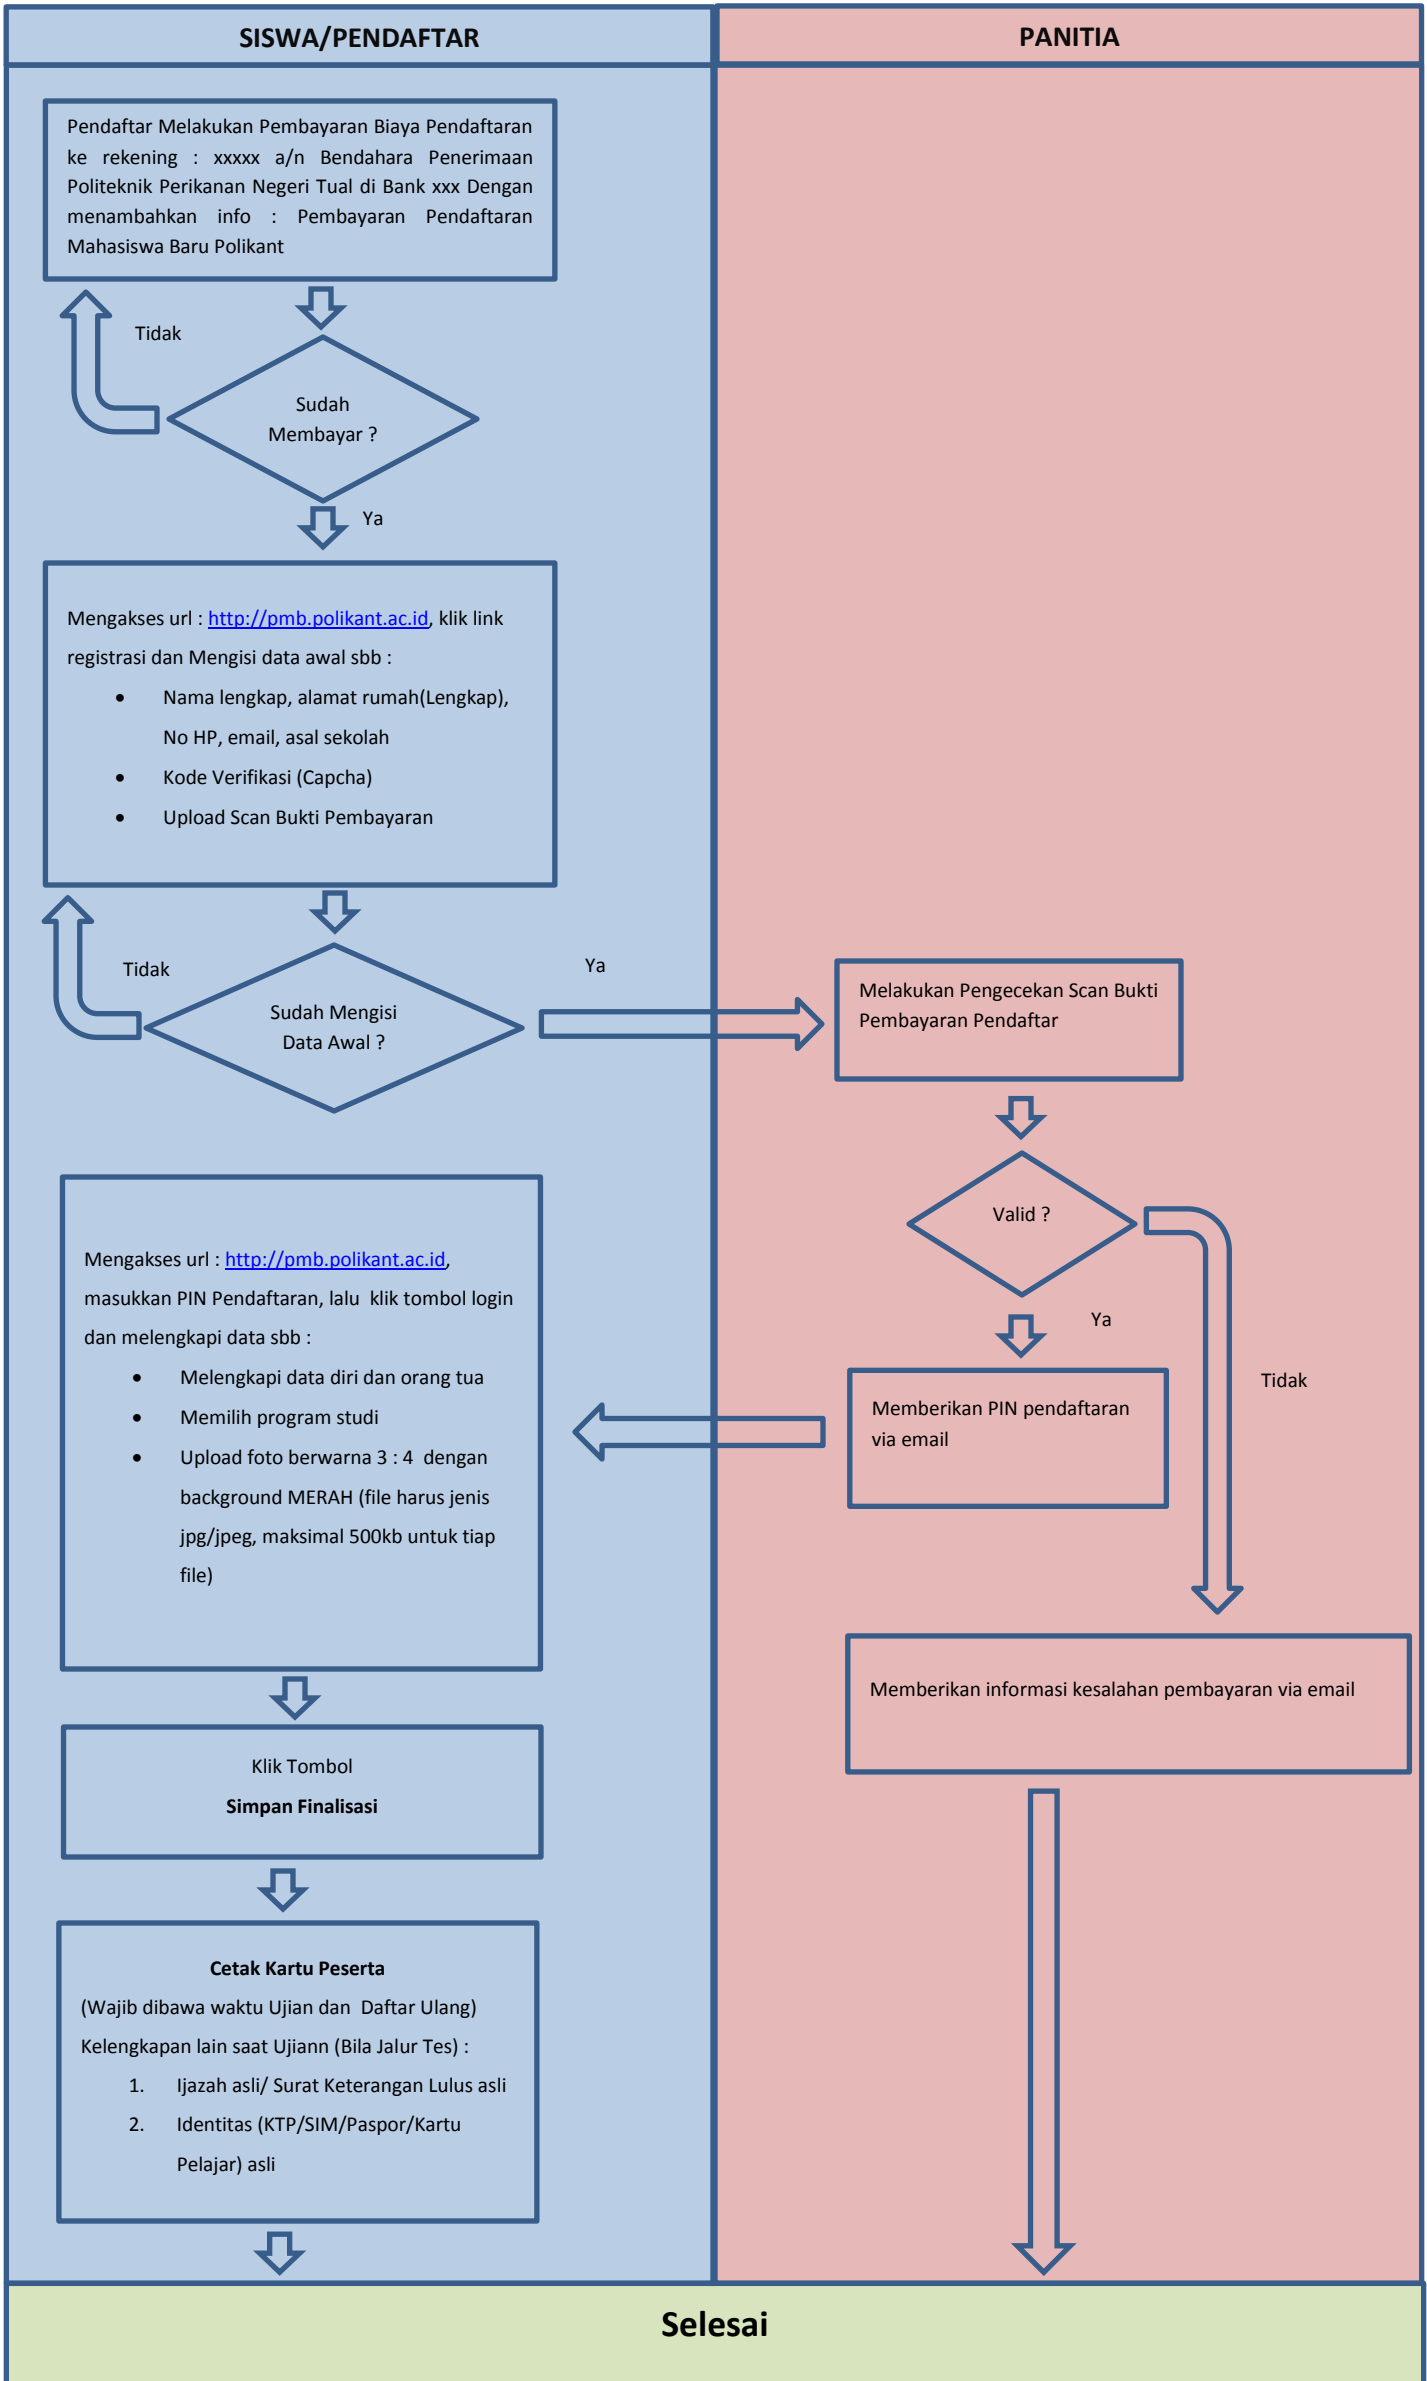 SISWA/PENDAFTAR
PANITIA
Pendaftar Melakukan Pembayaran Biaya Pendaftaran
ke rekening : xxxxx a/n Bendahara Penerimaan
Politeknik Perikanan Negeri Tual di Bank xxx Dengan
menambahkan info : Pembayaran Pendaftaran
Mahasiswa Baru Polikant
Tidak
Sudah
Membayar ?
Ya
Mengakses url : http://pmb.polikant.ac.id, klik link
registrasi dan Mengisi data awal sbb :
• Nama lengkap, alamat rumah(Lengkap),
No HP, email, asal sekolah
• Kode Verifikasi (Capcha)
• Upload Scan Bukti Pembayaran
Tidak
Sudah Mengisi
Data Awal ?
Ya
Melakukan Pengecekan Scan Bukti
Pembayaran Pendaftar
Valid ?
Ya
Tidak
Memberikan PIN pendaftaran
via email
Memberikan informasi kesalahan pembayaran via email
Mengakses url : http://pmb.polikant.ac.id,
masukkan PIN Pendaftaran, lalu klik tombol login
dan melengkapi data sbb :
• Melengkapi data diri dan orang tua
• Memilih program studi
• Upload foto berwarna 3 : 4 dengan
background MERAH (file harus jenis
jpg/jpeg, maksimal 500kb untuk tiap
file)
Klik Tombol
Simpan Finalisasi
Cetak Kartu Peserta
(Wajib dibawa waktu Ujian dan Daftar Ulang)
Kelengkapan lain saat Ujiann (Bila Jalur Tes) :
1. Ijazah asli/ Surat Keterangan Lulus asli
2. Identitas (KTP/SIM/Paspor/Kartu
Pelajar) asli
Selesai